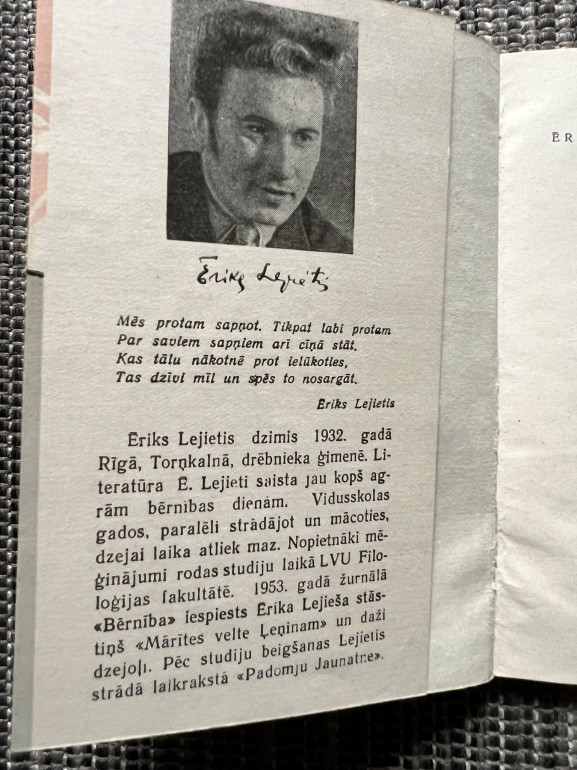 Ēriks Lejietis
Mēs protam sapņot. Tikpat labi protam
Par saviem sapņiem arī cīņā stāt.
Kas tālu nākotnē prot ielūkoties,
Tas dzīvi mīl un spēs to nosargāt.
Ēriks Lejietis
Ēriks Lejietis dzimis 1932. gadā
Rīgā, Torņkalnā, drēbnieka ģimenē. Li-
teratūra Ē. Lejieti saista jau kopš ag-
rām bērnības dienām. Vidusskolas
gados, paralēli strādājot un mācoties,
dzejai laika atliek maz. Nopietnāki mē-
ģinājumi rodas studiju laikā LVU Filo-
loģijas fakultātē. 1953. gadā žurnālā
«Bērnība» iespiests Ērika Lejieša stās-
tiņš «Mārītes velte Ļeņinam» un daži
dzejoļi. Pēc studiju beigšanas Lejietis
strādā laikrakstā «Padomju Jaunatne».
ĒR